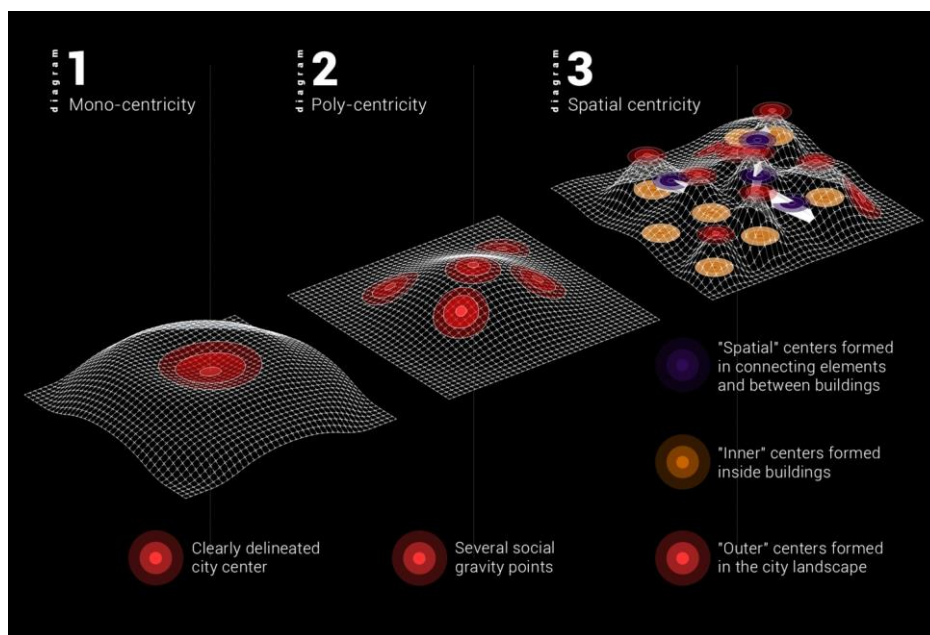 diagram 1
Mono-centricity
diagram 2
Poly-centricity
diagram 3
Spatial centricity
"Spatial" centers formed
in connecting elements
and between buildings
"Inner" centers formed
inside buildings
Clearly delineated
city center
Several social
gravity points
"Outer" centers formed
in the city landscape